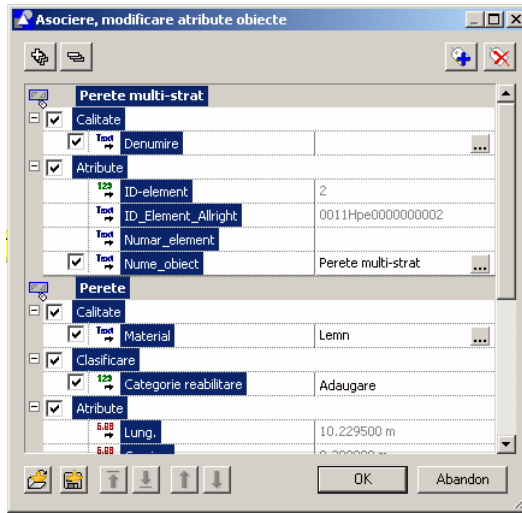 Asociere, modificare atribute obiecte
Perete multi-strat
Calitate
Text Denumire ...
Atribute
123 ID-element 2
Text ID_Element_Allright 0011Hpe0000000002
Text Numar_element
Text Nume_obiect Perete multi-strat ...
Perete
Calitate
Text Material Lemn ...
Clasificare
123 Categorie reabilitare Adaugare
Atribute
6.88 Lung. 10.229500 m
OK Abandon